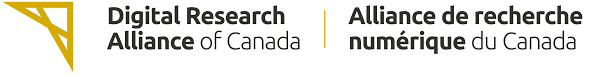 Digital Research
Alliance of Canada
Alliance de recherche
numérique du Canada